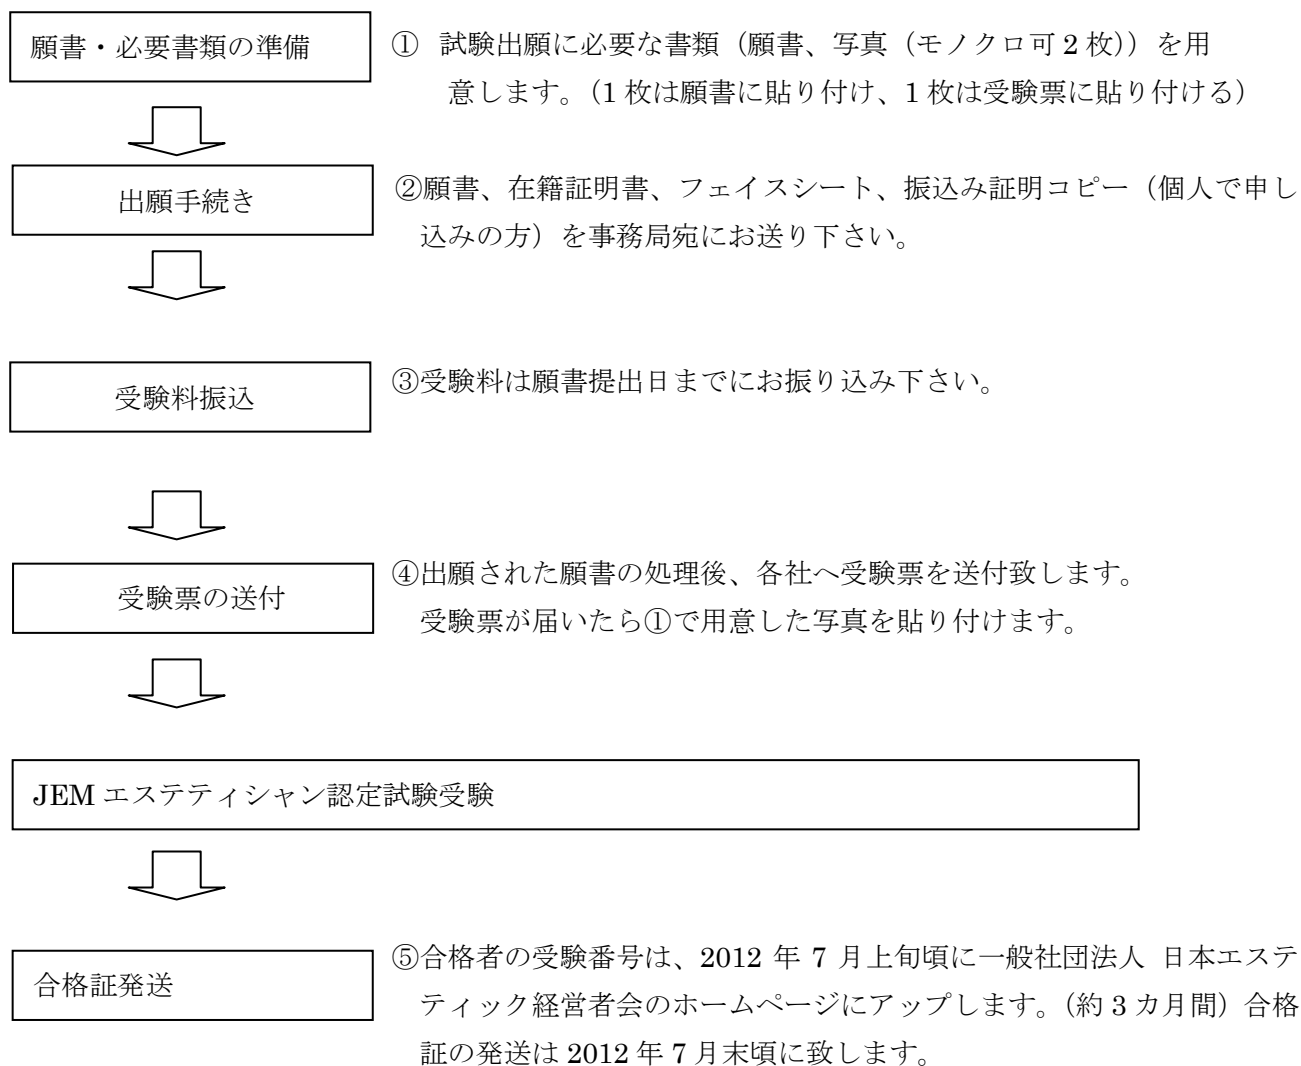 願書・必要書類の準備
① 試験出願に必要な書類（願書、写真（モノクロ可 2 枚））を用
意します。（1 枚は願書に貼り付け、1 枚は受験票に貼り付ける）
出願手続き
②願書、在籍証明書、フェイスシート、振込み証明コピー（個人で申し
込みの方）を事務局宛にお送り下さい。
受験料振込
③受験料は願書提出日までにお振り込み下さい。
受験票の送付
④出願された願書の処理後、各社へ受験票を送付致します。
受験票が届いたら①で用意した写真を貼り付けます。
JEM エステティシャン認定試験受験
合格証発送
⑤合格者の受験番号は、2012 年 7 月上旬頃に一般社団法人 日本エステ
ティック経営者会のホームページにアップします。（約 3 カ月間）合格
証の発送は 2012 年 7 月末頃に致します。